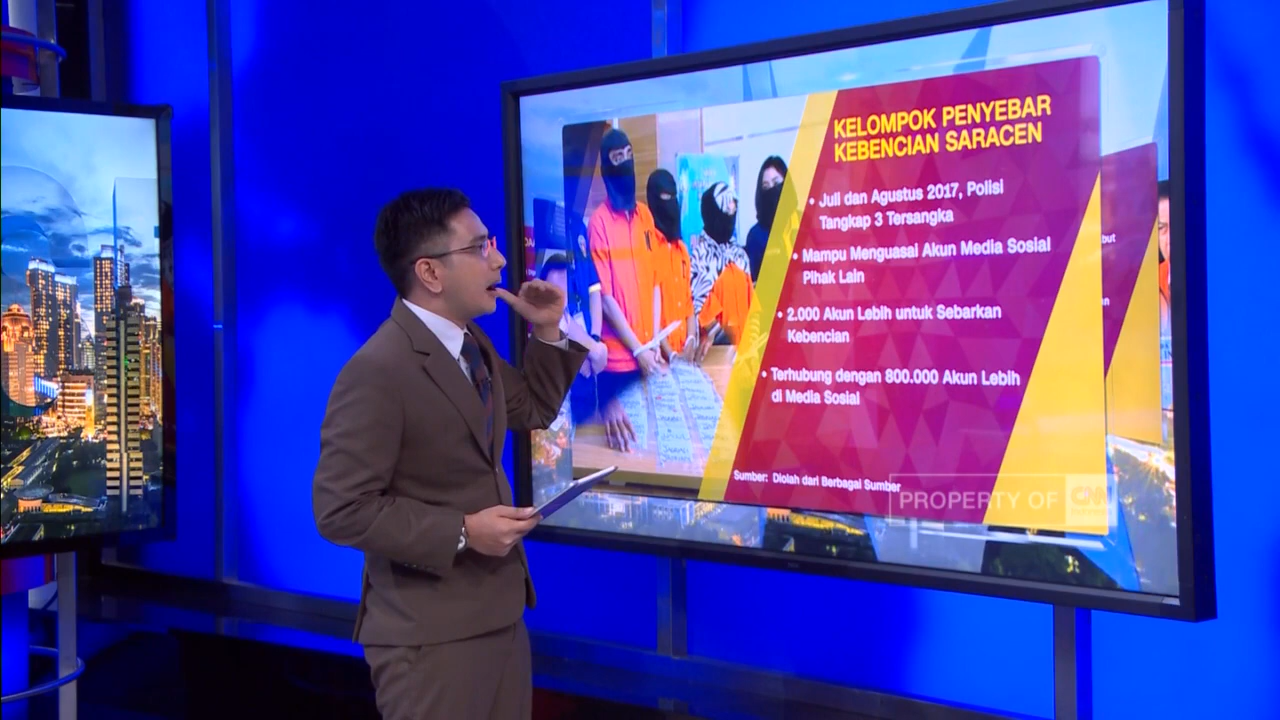 KELOMPOK PENYEBAR
KEBENCIAN SARACEN
• Juli dan Agustus 2017, Polisi
Tangkap 3 Tersangka
• Mampu Menguasai Akun Media Sosial
Pihak Lain
• 2.000 Akun Lebih untuk Sebarkan
Kebencian
• Terhubung dengan 800.000 Akun Lebih
di Media Sosial
Sumber: Diolah dari Berbagai Sumber
PROPERTY OF CNN